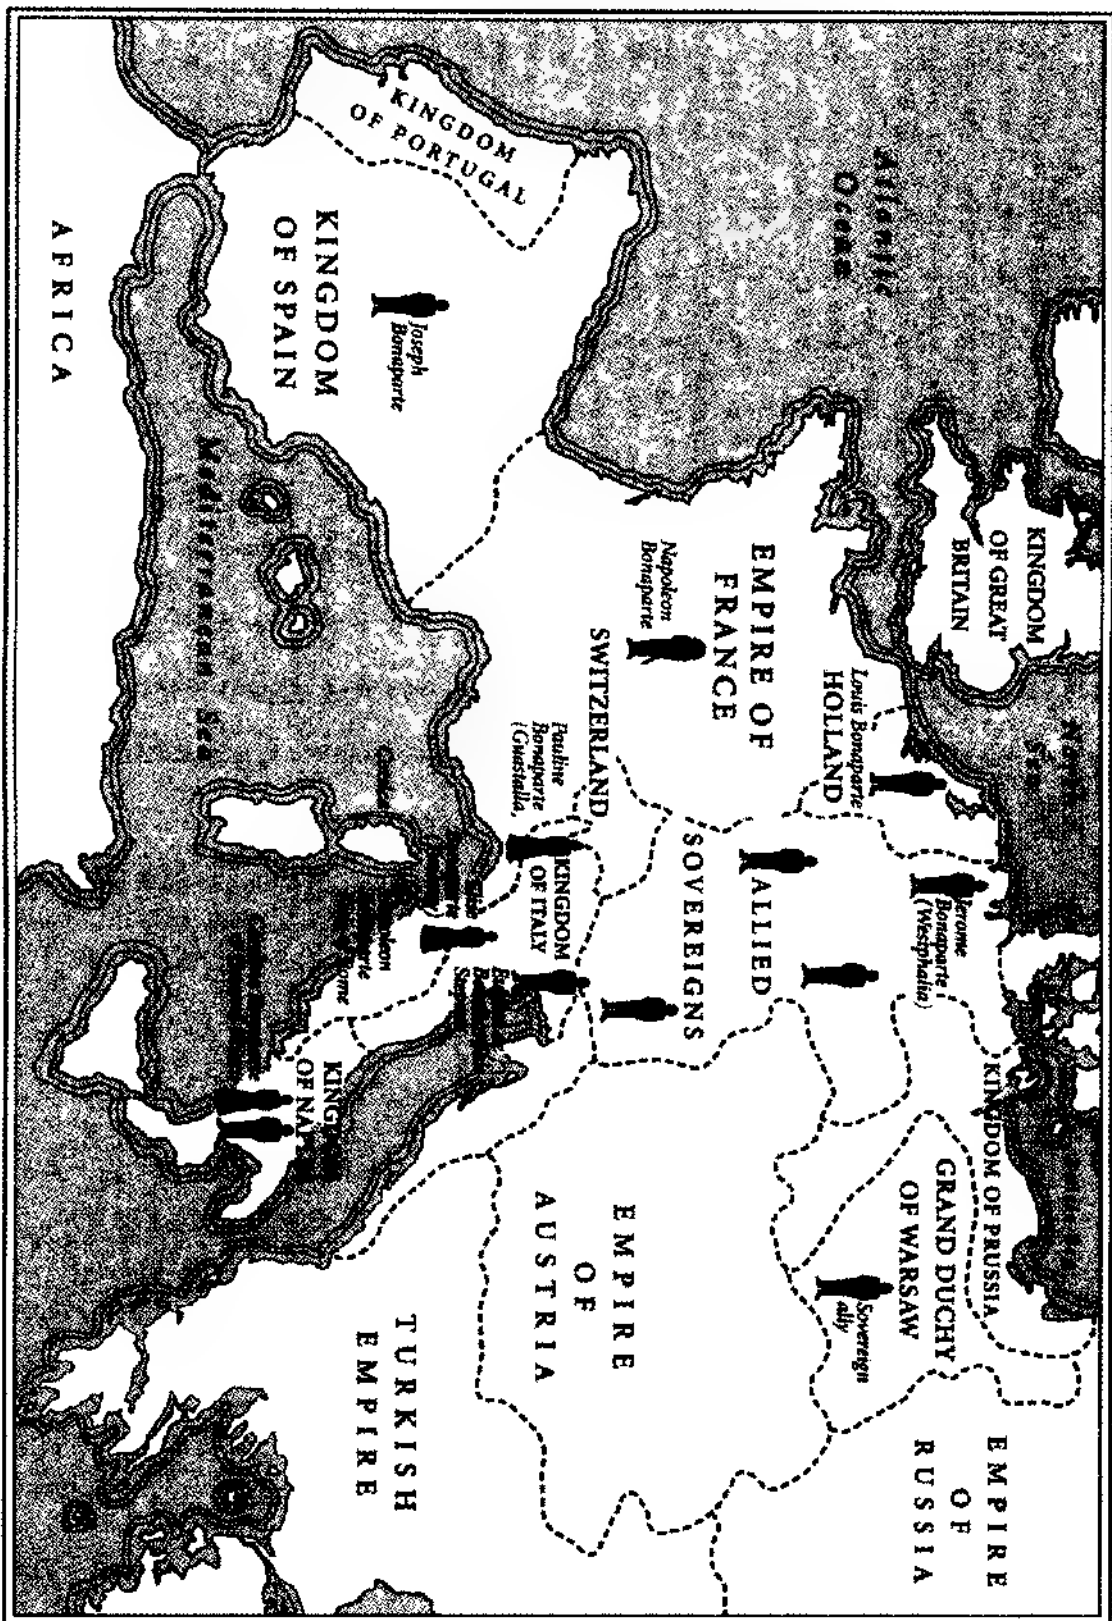 Atlantic
Ocean
North
Sea
KINGDOM
OF GREAT
BRITAIN
KINGDOM
OF PORTUGAL
KINGDOM
OF SPAIN
Joseph
Bonaparte
AFRICA
Mediterranean Sea
EMPIRE OF
FRANCE
Napoleon
Bonaparte
SWITZERLAND
Louis Bonaparte
HOLLAND
Pauline
Bonaparte
(Guastalla)
KINGDOM
OF ITALY
ALLIED
SOVEREIGNS
Jerome
Bonaparte
(Westphalia)
KINGDOM OF PRUSSIA
GRAND DUCHY
OF WARSAW
Sovereign
ally
EMPIRE
OF
AUSTRIA
TURKISH
EMPIRE
EMPIRE
OF
RUSSIA